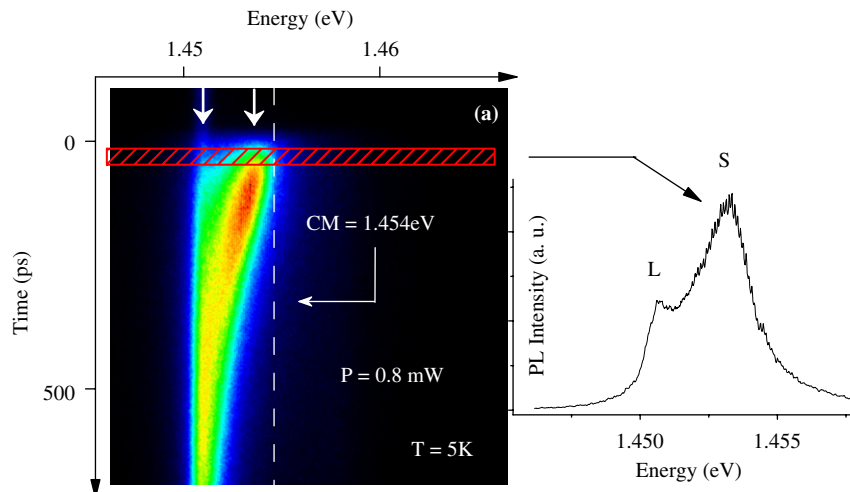 Energy (eV)
1.45
1.46
(a)
0
CM = 1.454eV
Time (ps)
P = 0.8 mW
500
T = 5K
S
L
PL Intensity (a. u.)
1.450
1.455
Energy (eV)